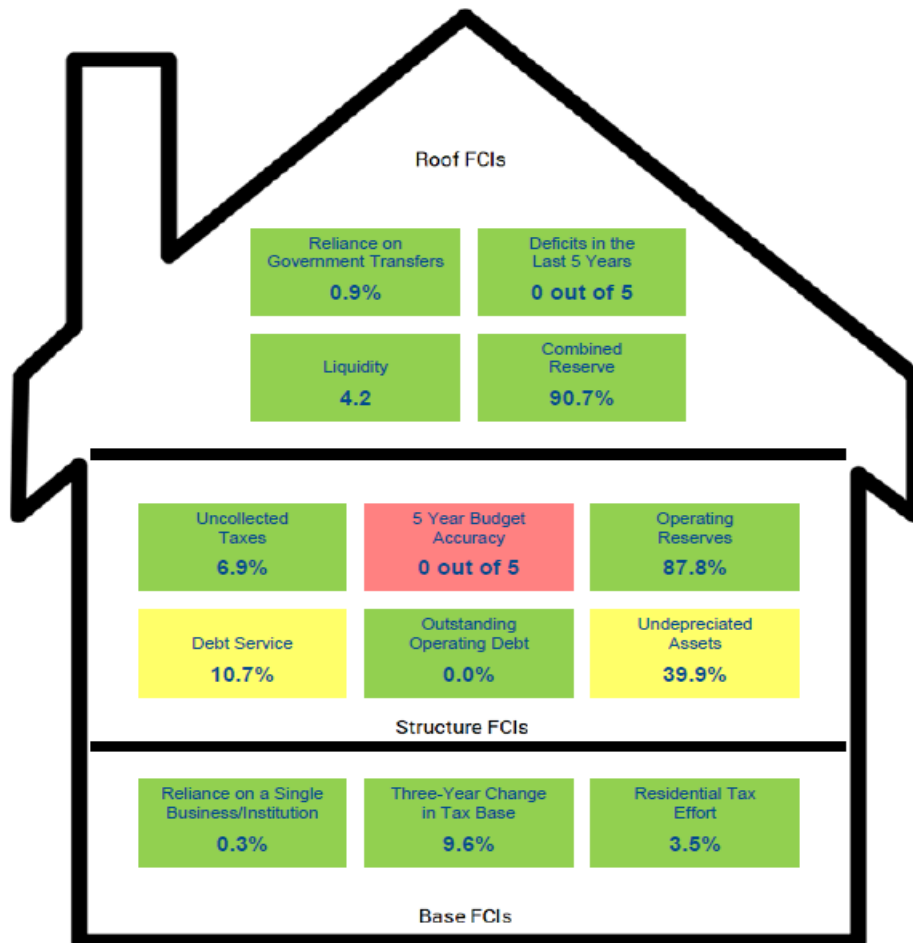 Roof FCIs
Reliance on
Government Transfers
0.9%
Deficits in the
Last 5 Years
0 out of 5
Liquidity
4.2
Combined
Reserve
90.7%
Uncollected
Taxes
6.9%
5 Year Budget
Accuracy
0 out of 5
Operating
Reserves
87.8%
Debt Service
10.7%
Outstanding
Operating Debt
0.0%
Undepreciated
Assets
39.9%
Structure FCIs
Reliance on a Single
Business/Institution
0.3%
Three-Year Change
in Tax Base
9.6%
Residential Tax
Effort
3.5%
Base FCIs